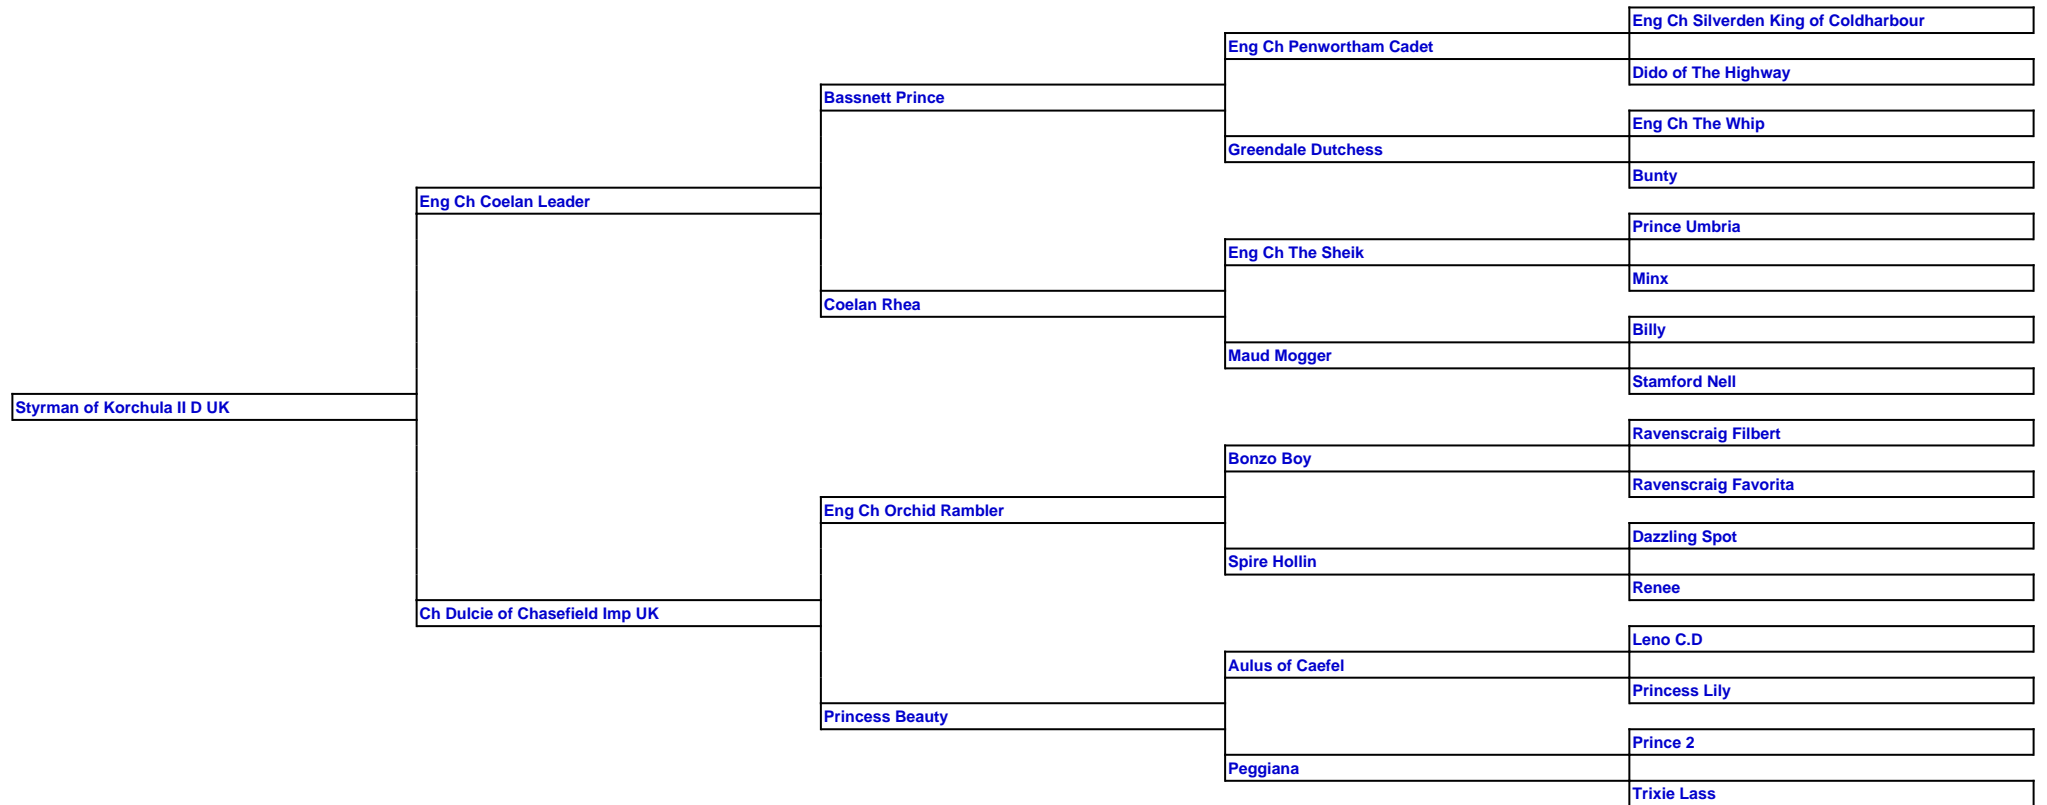 Eng Ch Silverden King of Coldharbour
Eng Ch Penwortham Cadet
Dido of The Highway
Bassnett Prince
Eng Ch The Whip
Greendale Dutchess
Bunty
Eng Ch Coelan Leader
Prince Umbria
Eng Ch The Sheik
Minx
Coelan Rhea
Billy
Maud Mogger
Stamford Nell
Styrman of Korchula II D UK
Ravenscraig Filbert
Bonzo Boy
Ravenscraig Favorita
Eng Ch Orchid Rambler
Dazzling Spot
Spire Hollin
Renee
Ch Dulcie of Chasefield Imp UK
Leno C.D
Aulus of Caefel
Princess Lily
Princess Beauty
Prince 2
Peggiana
Trixie Lass